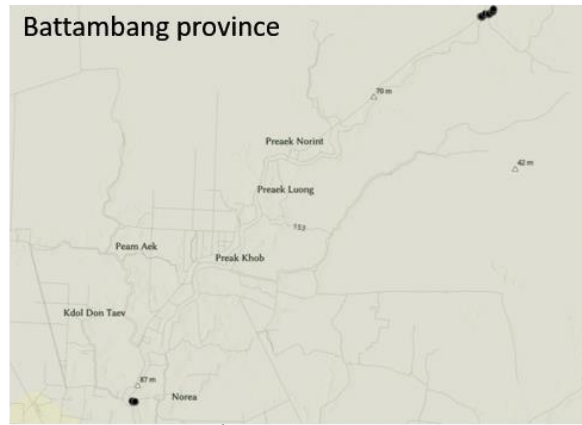 Battambang province
70 m
Preaek Norint
42 m
Preaek Luong
153
Peam Aek
Preak Khob
Kdol Don Taev
87 m
Norea